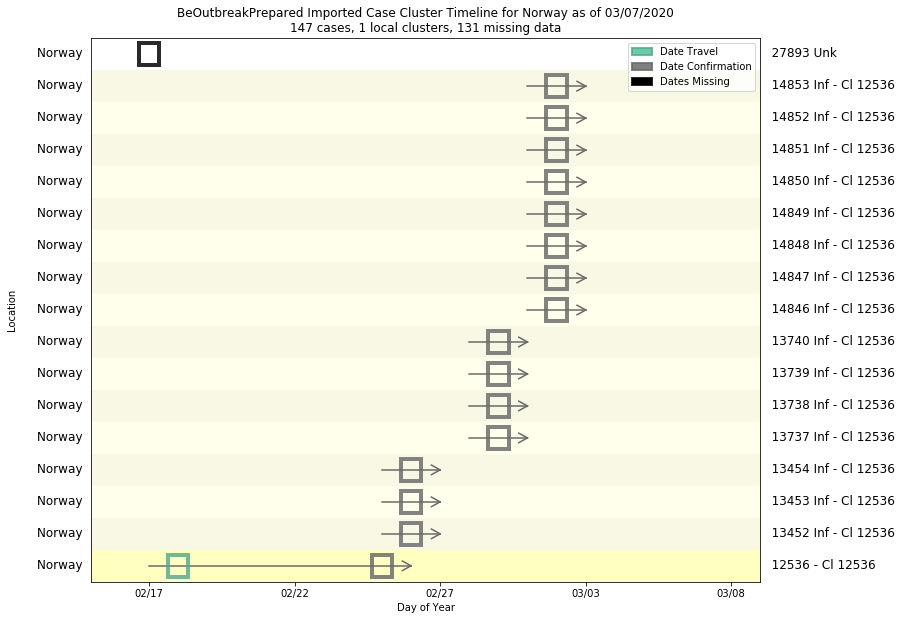 BeOutbreakPrepared Imported Case Cluster Timeline for Norway as of 03/07/2020
147 cases, 1 local clusters, 131 missing data
Norway 27893 Unk
Date Travel
Date Confirmation
Dates Missing
Norway 14853 Inf - Cl 12536
Norway 14852 Inf - Cl 12536
Norway 14851 Inf - Cl 12536
Norway 14850 Inf - Cl 12536
Norway 14849 Inf - Cl 12536
Norway 14848 Inf - Cl 12536
Norway 14847 Inf - Cl 12536
Norway 14846 Inf - Cl 12536
Norway 13740 Inf - Cl 12536
Norway 13739 Inf - Cl 12536
Norway 13738 Inf - Cl 12536
Norway 13737 Inf - Cl 12536
Norway 13454 Inf - Cl 12536
Norway 13453 Inf - Cl 12536
Norway 13452 Inf - Cl 12536
Norway 12536 - Cl 12536
Location
02/17 02/22 02/27 03/03 03/08
Day of Year